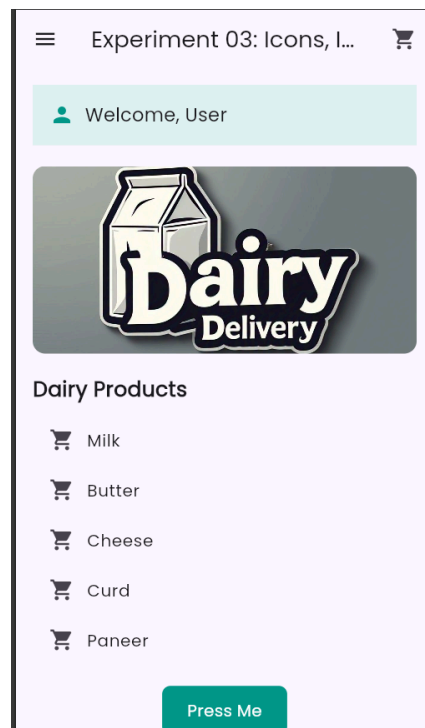 Experiment 03: Icons, I...
Welcome, User
Dairy
Delivery
Dairy Products
Milk
Butter
Cheese
Curd
Paneer
Press Me